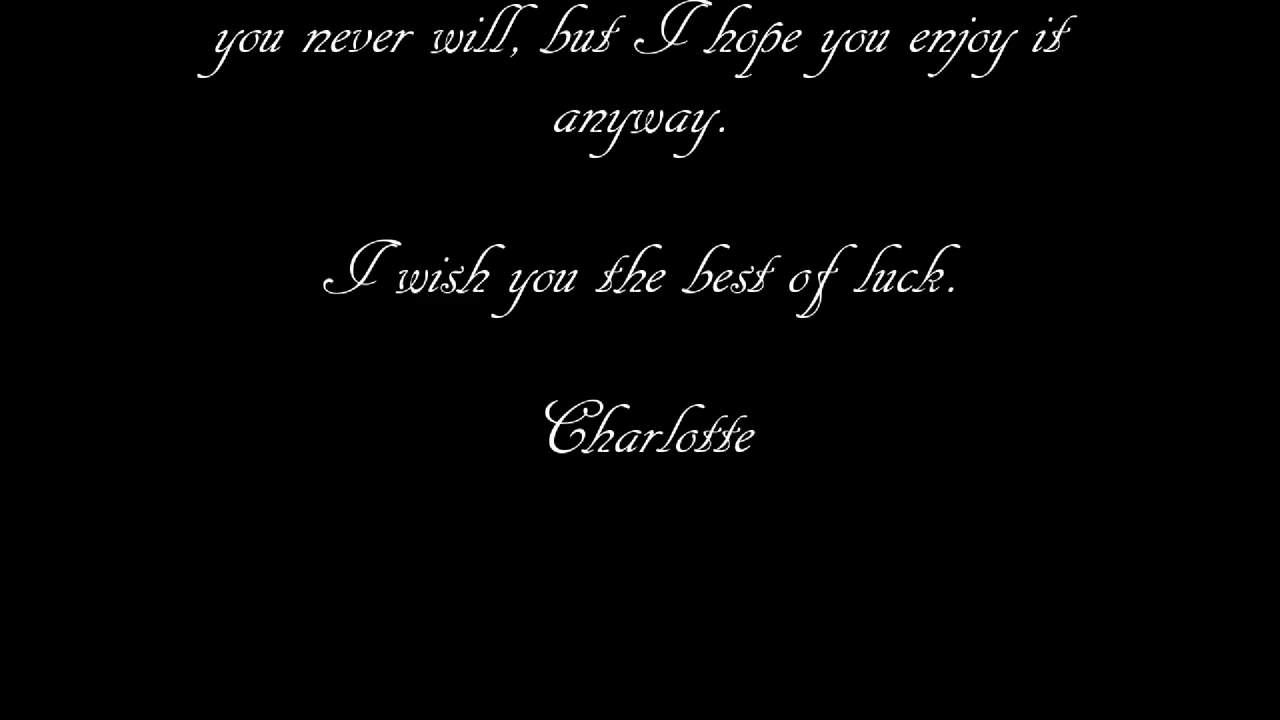 you never will, but I hope you enjoy it
anyway.
I wish you the best of luck.
Charlotte